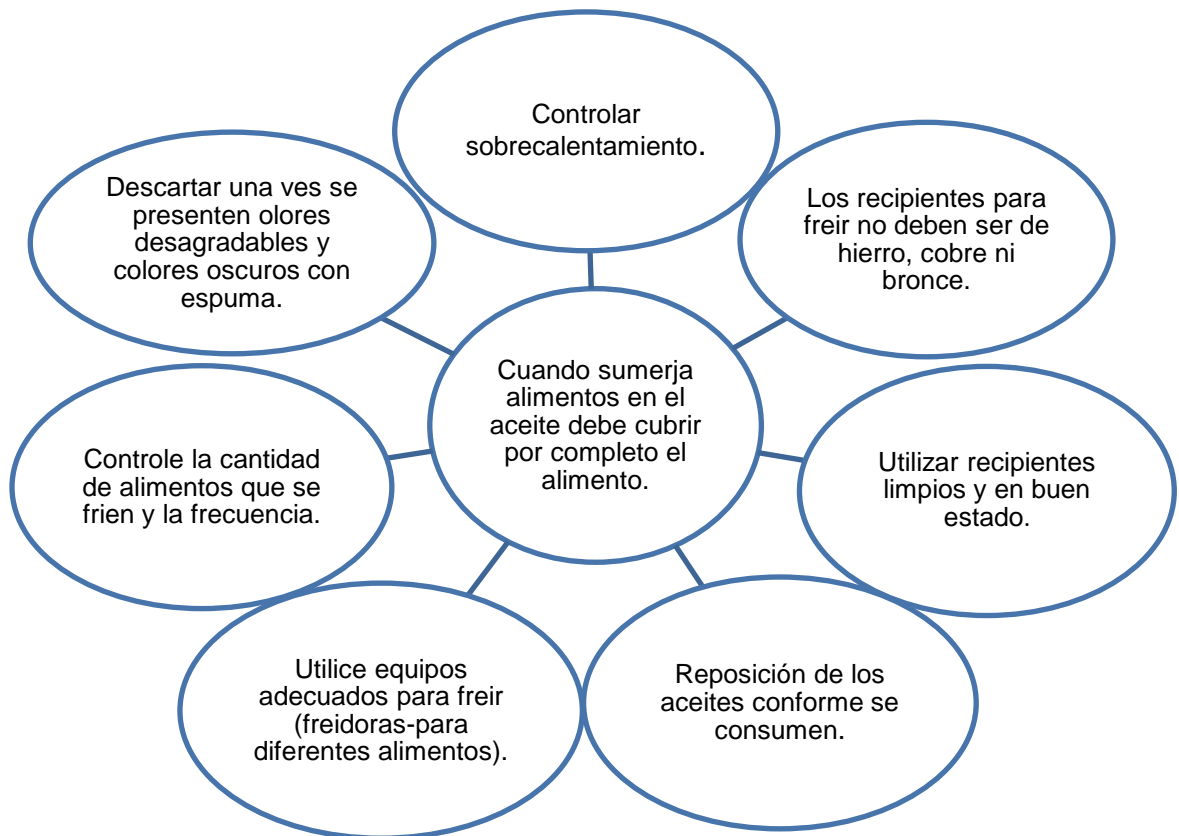 Controlar
sobrecalentamiento.
Los recipientes para
freir no deben ser de
hierro, cobre ni
bronce.
Utilizar recipientes
limpios y en buen
estado.
Reposición de los
aceites conforme se
consumen.
Utilice equipos
adecuados para freir
(freidoras-para
diferentes alimentos).
Controle la cantidad
de alimentos que se
frien y la frecuencia.
Descartar una ves se
presenten olores
desagradables y
colores oscuros con
espuma.
Cuando sumerja
alimentos en el
aceite debe cubrir
por completo el
alimento.